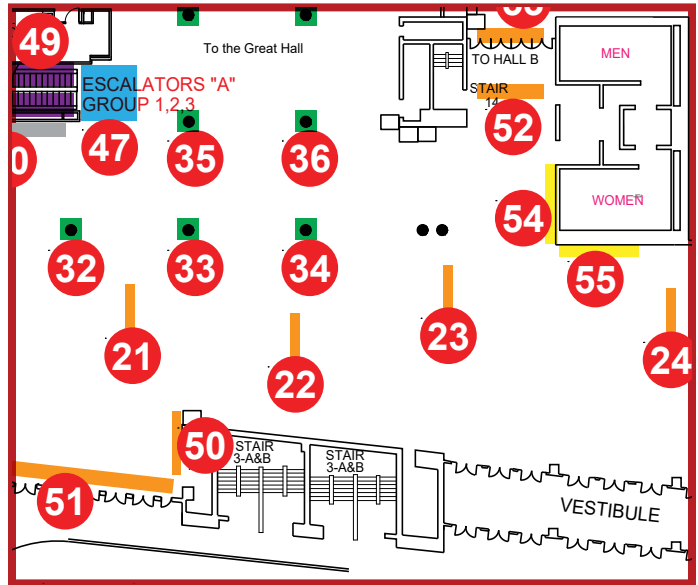 49
To the Great Hall
TO HALL B
MEN
ESCALATORS "A"
GROUP 1,2,3
STAIR
14
47
35
36
52
WOMEN
54
32
33
34
55
21
22
23
24
50
STAIR
3-A&B
STAIR
3-A&B
51
VESTIBULE